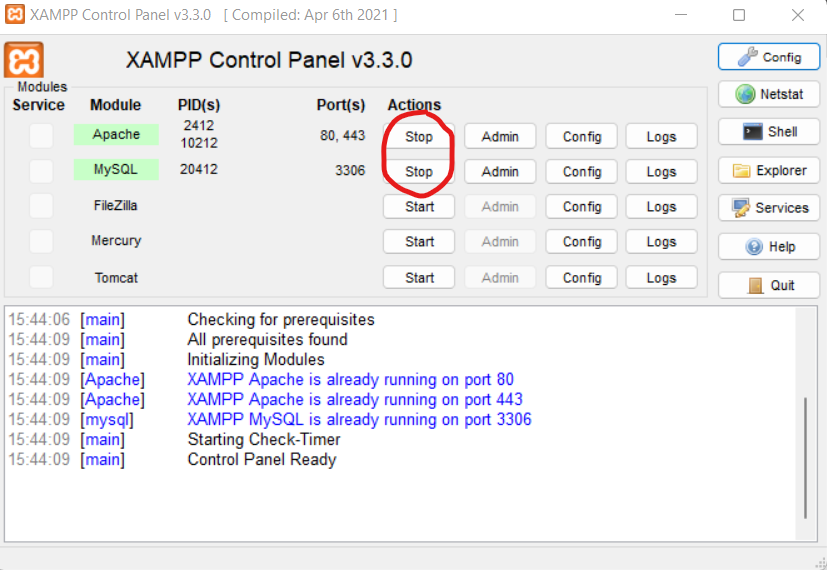 XAMPP Control Panel v3.3.0 [ Compiled: Apr 6th 2021 ]
XAMPP Control Panel v3.3.0
Config
Modules
Service Module PID(s) Port(s) Actions
Netstat
Apache 2412 10212 80, 443 Stop Admin Config Logs
Shell
MySQL 20412 3306 Stop Admin Config Logs
Explorer
FileZilla Start Admin Config Logs
Services
Mercury Start Admin Config Logs
Help
Tomcat Start Admin Config Logs
Quit
15:44:06 [main] Checking for prerequisites
15:44:09 [main] All prerequisites found
15:44:09 [main] Initializing Modules
15:44:09 [Apache] XAMPP Apache is already running on port 80
15:44:09 [Apache] XAMPP Apache is already running on port 443
15:44:09 [mysql] XAMPP MySQL is already running on port 3306
15:44:09 [main] Starting Check-Timer
15:44:09 [main] Control Panel Ready